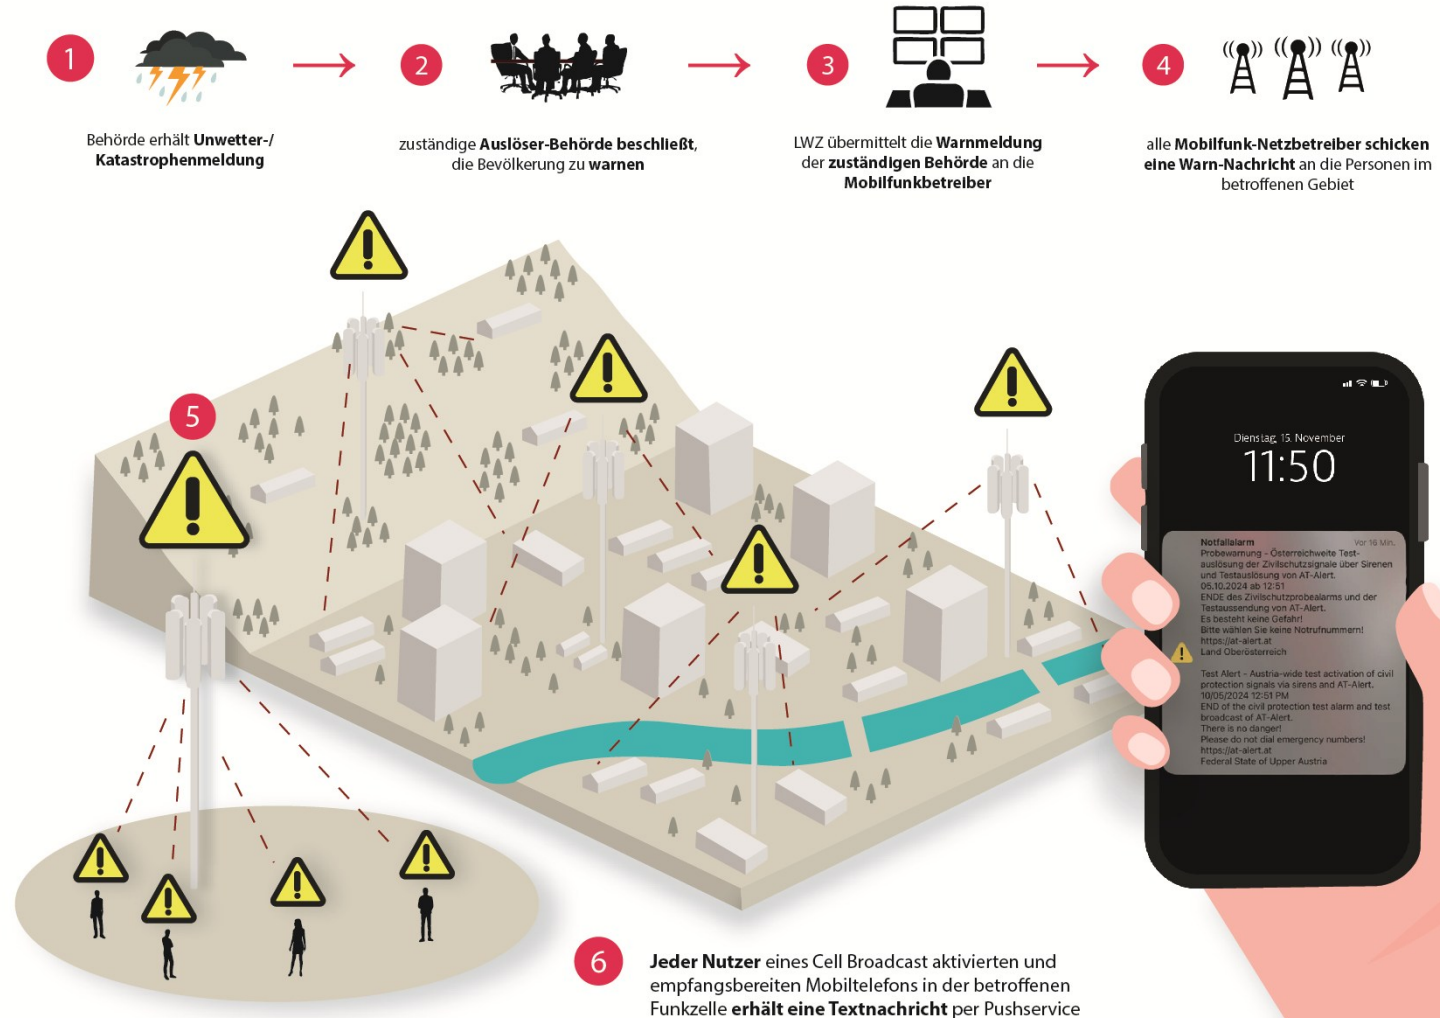 1
Behörde erhält Unwetter-/
Katastrophenmeldung
2
zuständige Auslöser-Behörde beschließt,
die Bevölkerung zu warnen
3
LWZ übermittelt die Warnmeldung
der zuständigen Behörde an die
Mobilfunkbetreiber
4
alle Mobilfunk-Netzbetreiber schicken
eine Warn-Nachricht an die Personen im
betroffenen Gebiet
5
Dienstag, 15. November
11:50
Notfallalarm Vor 16 Min.
Probewarnung - Österreichweite Test-
auslösung der Zivilschutzsignale über Sirenen
und Testauslösung von AT-Alert.
05.10.2024 ab 12:51
ENDE des Zivilschutzprobealarms und der
Testaussendung von AT-Alert.
Es besteht keine Gefahr!
Bitte wählen Sie keine Notrufnummern!
https://at-alert.at
Land Oberösterreich
Test Alert - Austria-wide test activation of civil
protection signals via sirens and AT-Alert.
10/05/2024 12:51 PM
END of the civil protection test alarm and test
broadcast of AT-Alert.
There is no danger!
Please do not dial emergency numbers!
https://at-alert.at
Federal State of Upper Austria
6
Jeder Nutzer eines Cell Broadcast aktivierten und
empfangsbereiten Mobiltelefons in der betroffenen
Funkzelle erhält eine Textnachricht per Pushservice